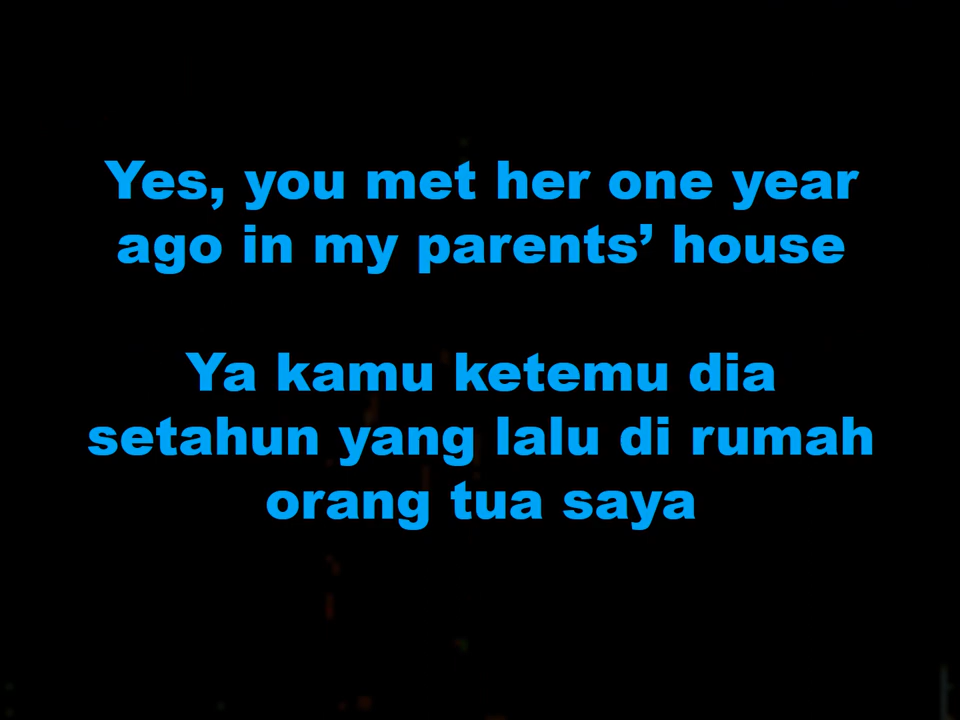 Yes, you met her one year
ago in my parents’ house
Ya kamu ketemu dia
setahun yang lalu di rumah
orang tua saya